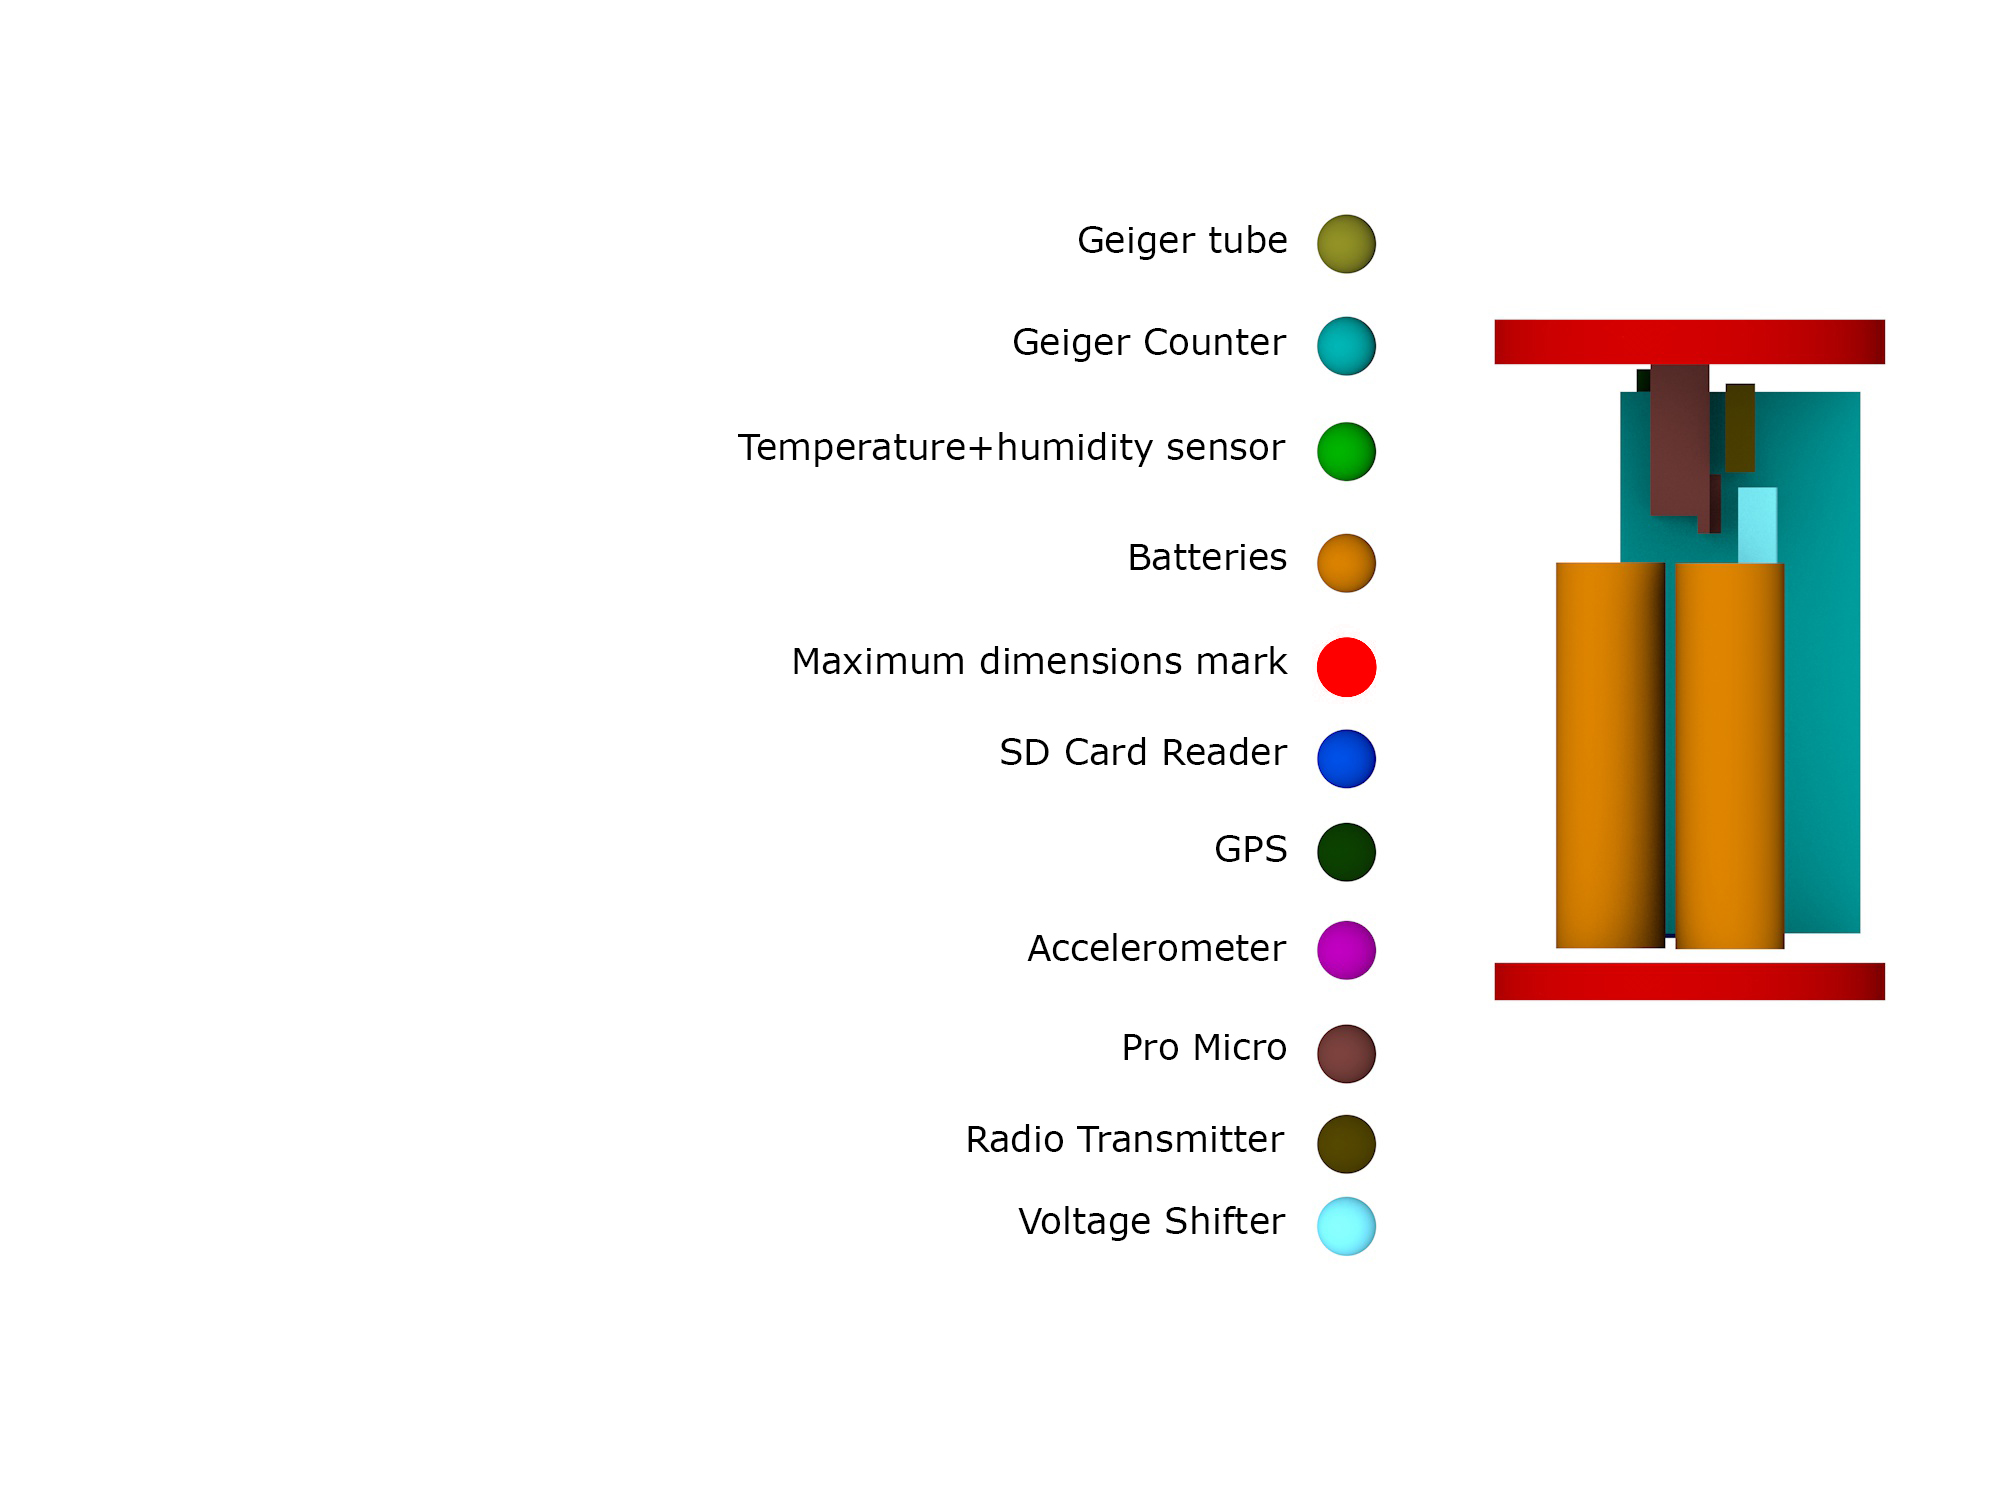 Geiger tube
Geiger Counter
Temperature+humidity sensor
Batteries
Maximum dimensions mark
SD Card Reader
GPS
Accelerometer
Pro Micro
Radio Transmitter
Voltage Shifter